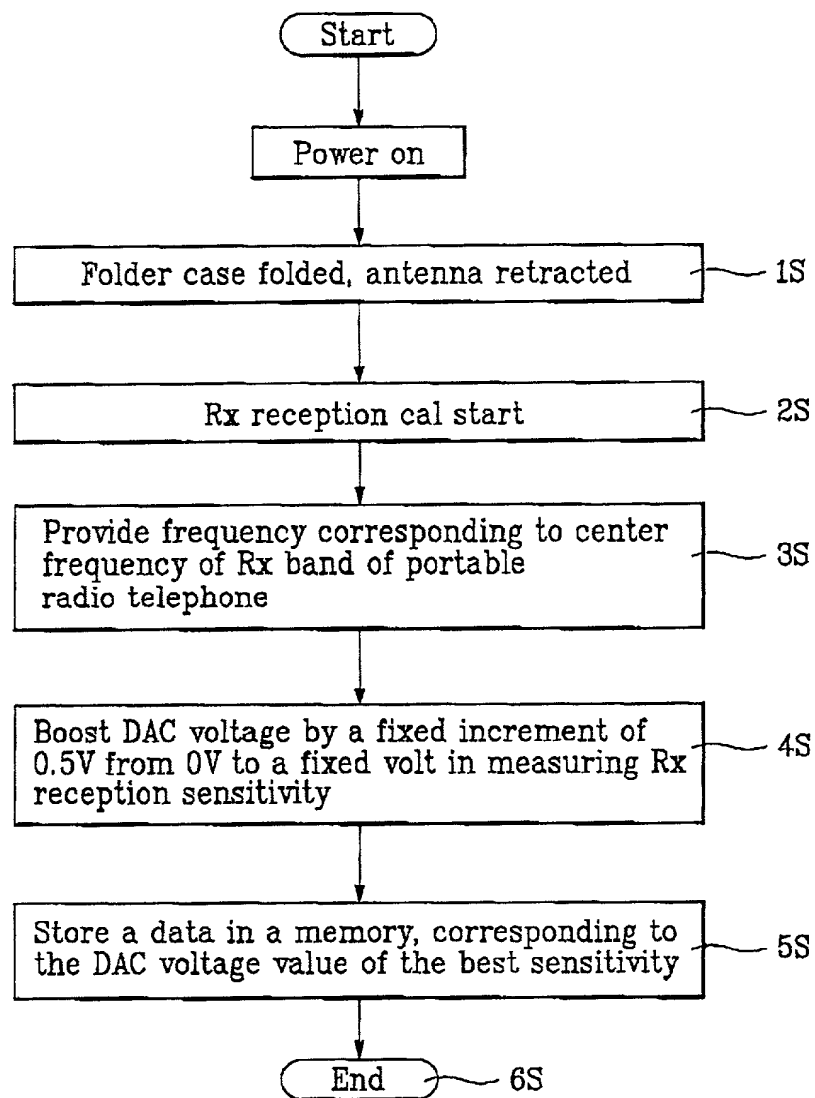 Start
Power on
Folder case folded, antenna retracted
1S
Rx reception cal start
2S
Provide frequency corresponding to center
frequency of Rx band of portable
radio telephone
3S
Boost DAC voltage by a fixed increment of
0.5V from 0V to a fixed volt in measuring Rx
reception sensitivity
4S
Store a data in a memory, corresponding to
the DAC voltage value of the best sensitivity
5S
End
6S